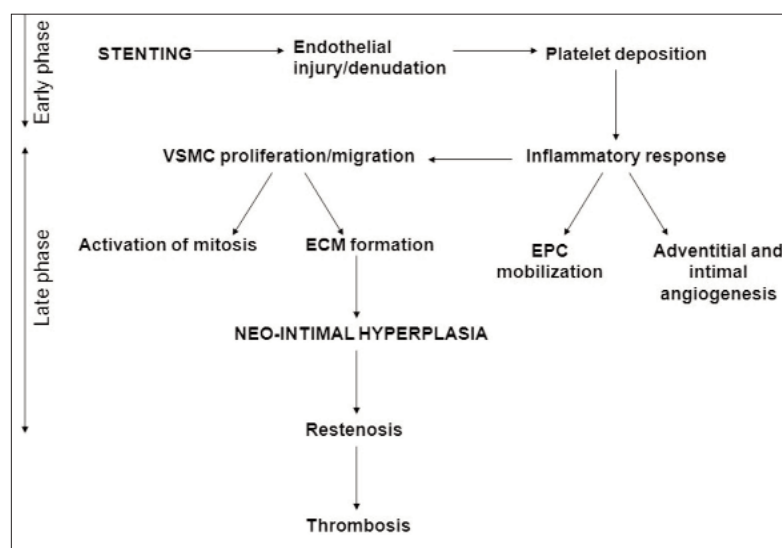 Early phase
STENTING
Endothelial
injury/denudation
Platelet deposition
Late phase
VSMC proliferation/migration
Inflammatory response
Activation of mitosis
ECM formation
EPC
mobilization
Adventitial and
intimal
angiogenesis
NEO-INTIMAL HYPERPLASIA
Restenosis
Thrombosis